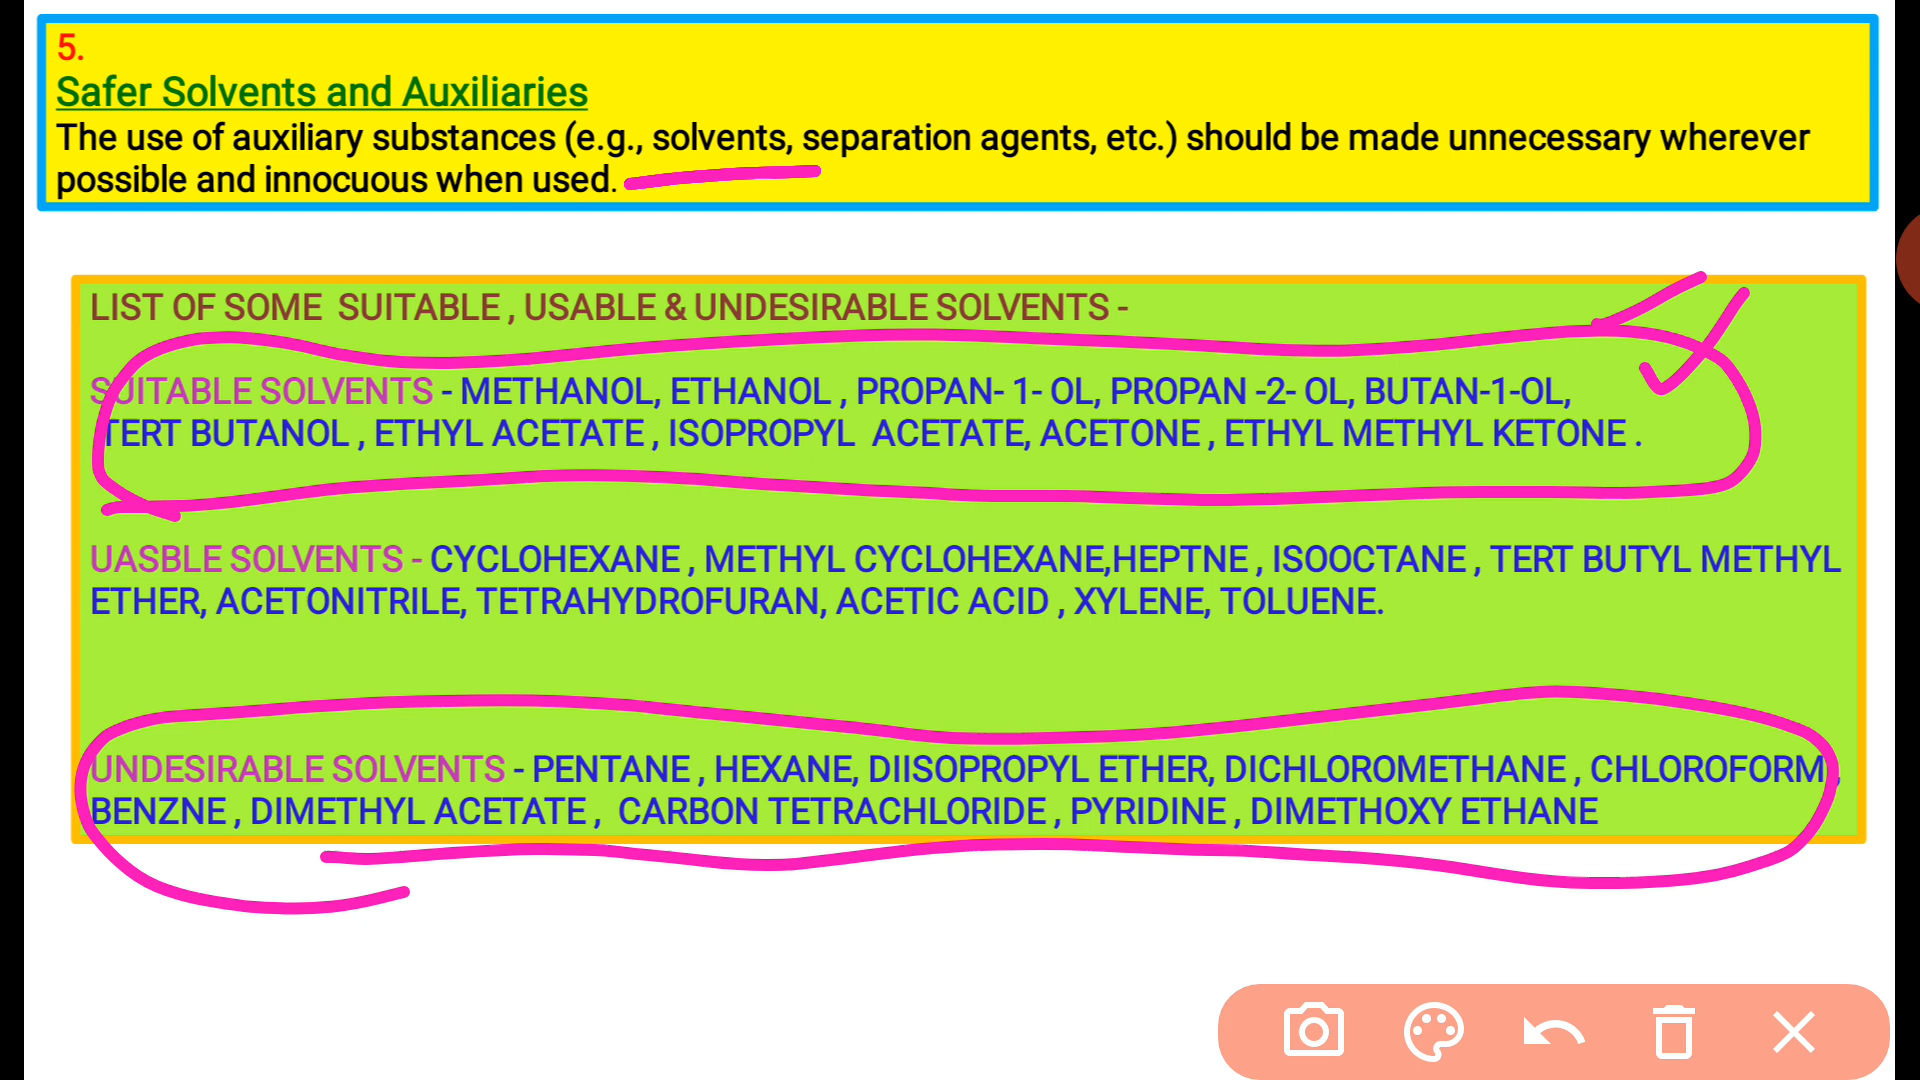 5.
Safer Solvents and Auxiliaries
The use of auxiliary substances (e.g., solvents, separation agents, etc.) should be made unnecessary wherever
possible and innocuous when used.
LIST OF SOME SUITABLE , USABLE & UNDESIRABLE SOLVENTS -
SUITABLE SOLVENTS - METHANOL, ETHANOL , PROPAN- 1- OL, PROPAN -2- OL, BUTAN-1-OL,
TERT BUTANOL , ETHYL ACETATE , ISOPROPYL ACETATE, ACETONE , ETHYL METHYL KETONE .
UASBLE SOLVENTS - CYCLOHEXANE , METHYL CYCLOHEXANE,HEPTNE , ISOOCTANE , TERT BUTYL METHYL
ETHER, ACETONITRILE, TETRAHYDROFURAN, ACETIC ACID , XYLENE, TOLUENE.
UNDESIRABLE SOLVENTS - PENTANE , HEXANE, DIISOPROPYL ETHER, DICHLOROMETHANE , CHLOROFORM ,
BENZNE , DIMETHYL ACETATE , CARBON TETRACHLORIDE , PYRIDINE , DIMETHOXY ETHANE